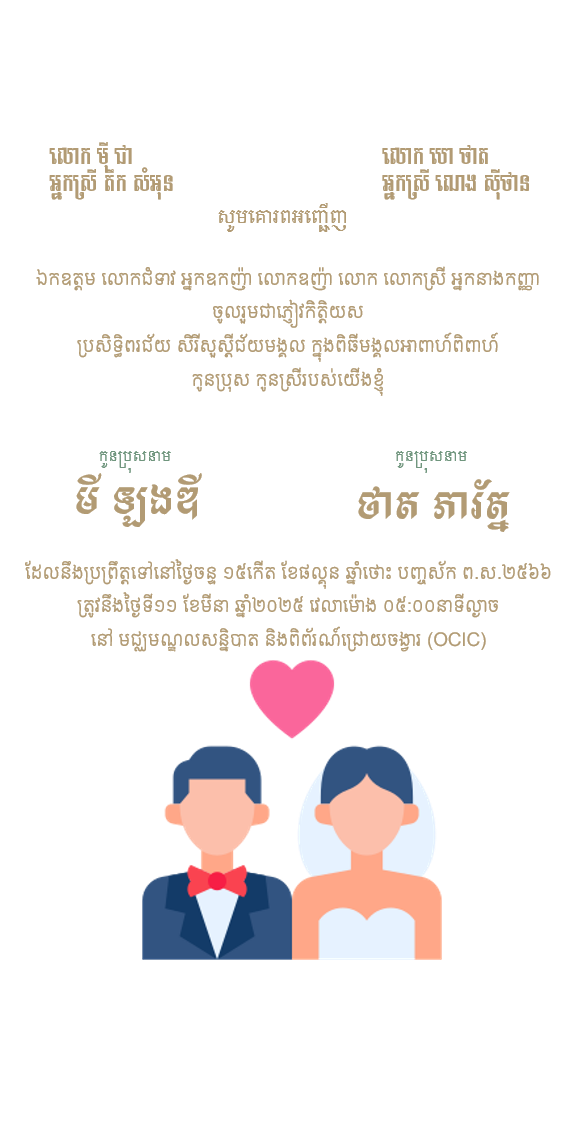 លោក ម៉ី ជា
អ្នកស្រី តឹក សំអុន
លោក ហេ ថាត
អ្នកស្រី ណេង ស៊ីថាន
សូមគោរពអញ្ជើញ
ឯកឧត្តម លោកជំទាវ អ្នកឧកញ៉ា លោកឧញ៉ា លោក លោកស្រី អ្នកនាងកញ្ញា
ចូលរួមជាភ្ញៀវកិត្តិយស
ប្រសិទ្ធិពរជ័យ សិរីសួស្តីជ័យមង្គល ក្នុងពិធីមង្គលអាពាហ៍ពិពាហ៍
កូនប្រុស កូនស្រីរបស់យើងខ្ញុំ
កូនប្រុសនាម
កូនប្រុសនាម
មី ឡូងឌី
ថាត ភារ័ត្ន
ដែលនឹងប្រព្រឹត្តទៅនៅថ្ងៃចន្ទ ១៥កើត ខែផល្គុន ឆ្នាំថោះ បញ្ចស័ក ព.ស.២៥៦៦
ត្រូវនឹងថ្ងៃទី១១ ខែមីនា ឆ្នាំ២០២៥ វេលាម៉ោង ០៥:០០នាទីល្ងាច
នៅ មជ្ឈមណ្ឌលសន្និបាត និងពិព័រណ៍ជ្រោយចង្វារ (OCIC)